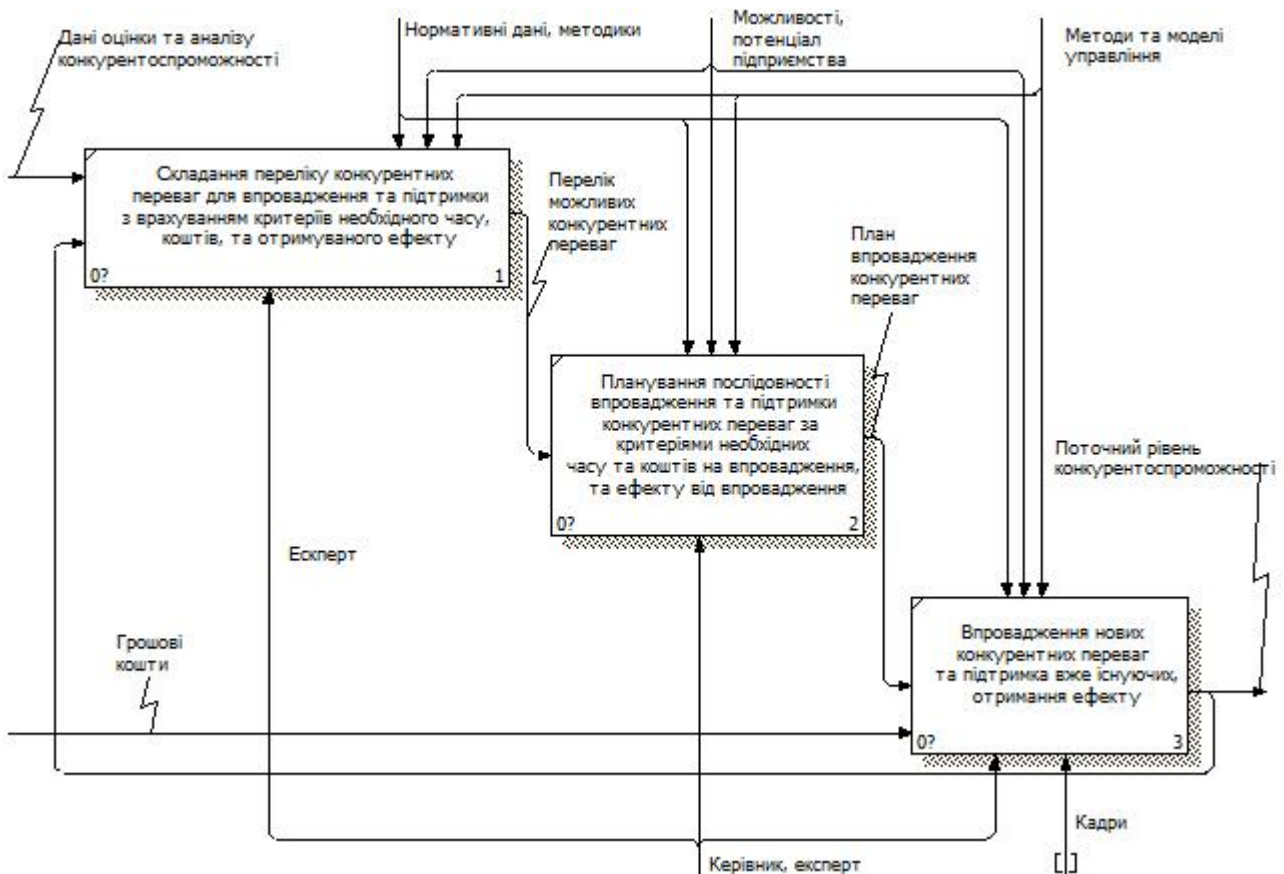 Дані оцінки та аналізу
конкурентоспроможності
Нормативні дані, методики
Можливості,
потенціал
підприємства
Методи та моделі
управління
Складання переліку конкурентних
переваг для впровадження та підтримки
з врахуванням критеріїв необхідного часу,
коштів, та отримуваного ефекту
0?
1
Перелік
можливих
конкурентних
переваг
План
впровадження
конкурентних
переваг
Планування послідовності
впровадження та підтримки
конкурентних переваг за
критеріями необхідних
часу та коштів на впровадження,
та ефекту від впровадження
0?
2
Поточний рівень
конкурентоспроможності
Ескперт
Грошові
кошти
Впровадження нових
конкурентних переваг
та підтримка вже існуючих,
отримання ефекту
0?
3
Кадри
Керівник, експерт